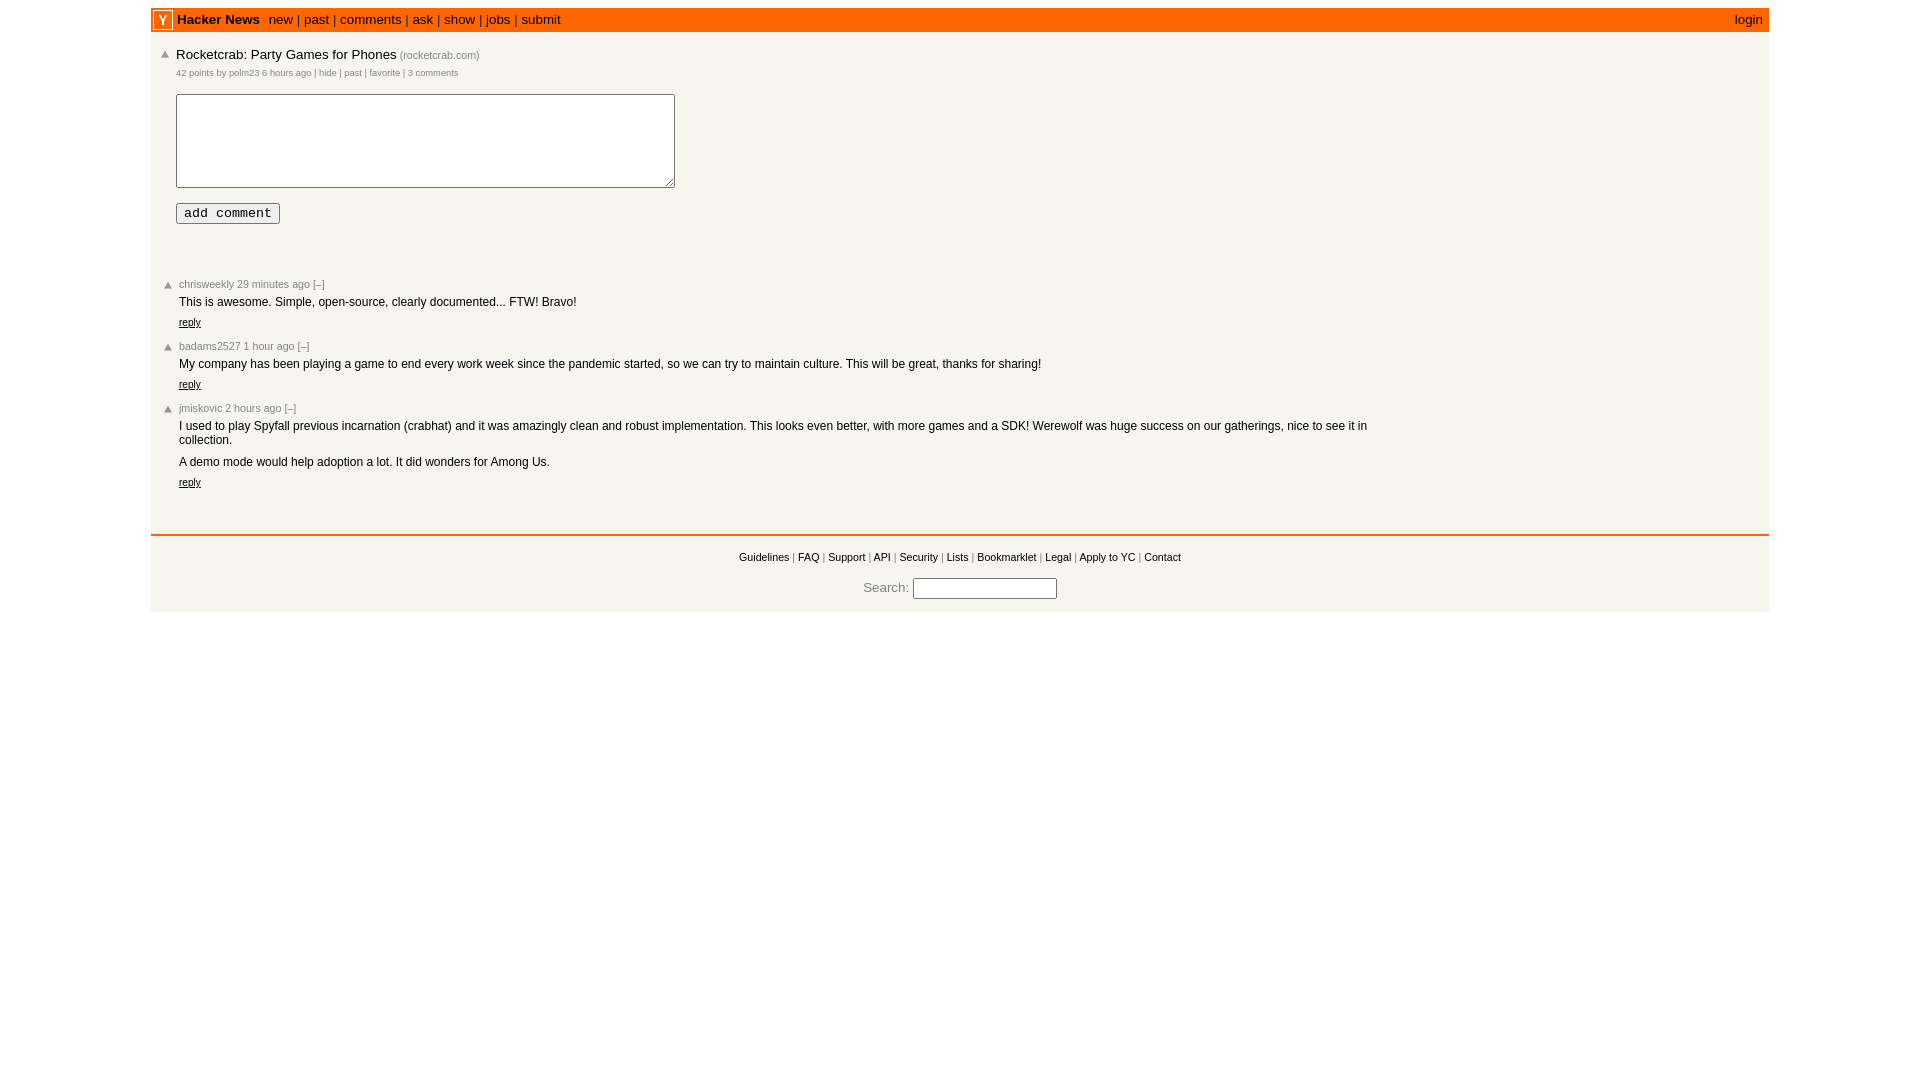 Y Hacker News new | past | comments | ask | show | jobs | submit login
Rocketcrab: Party Games for Phones (rocketcrab.com)
42 points by polm23 6 hours ago | hide | past | favorite | 3 comments
add comment
chrisweekly 29 minutes ago [–]
This is awesome. Simple, open-source, clearly documented... FTW! Bravo!
reply
badams2527 1 hour ago [–]
My company has been playing a game to end every work week since the pandemic started, so we can try to maintain culture. This will be great, thanks for sharing!
reply
jmiskovic 2 hours ago [–]
I used to play Spyfall previous incarnation (crabhat) and it was amazingly clean and robust implementation. This looks even better, with more games and a SDK! Werewolf was huge success on our gatherings, nice to see it in
collection.
A demo mode would help adoption a lot. It did wonders for Among Us.
reply
Guidelines | FAQ | Support | API | Security | Lists | Bookmarklet | Legal | Apply to YC | Contact
Search: